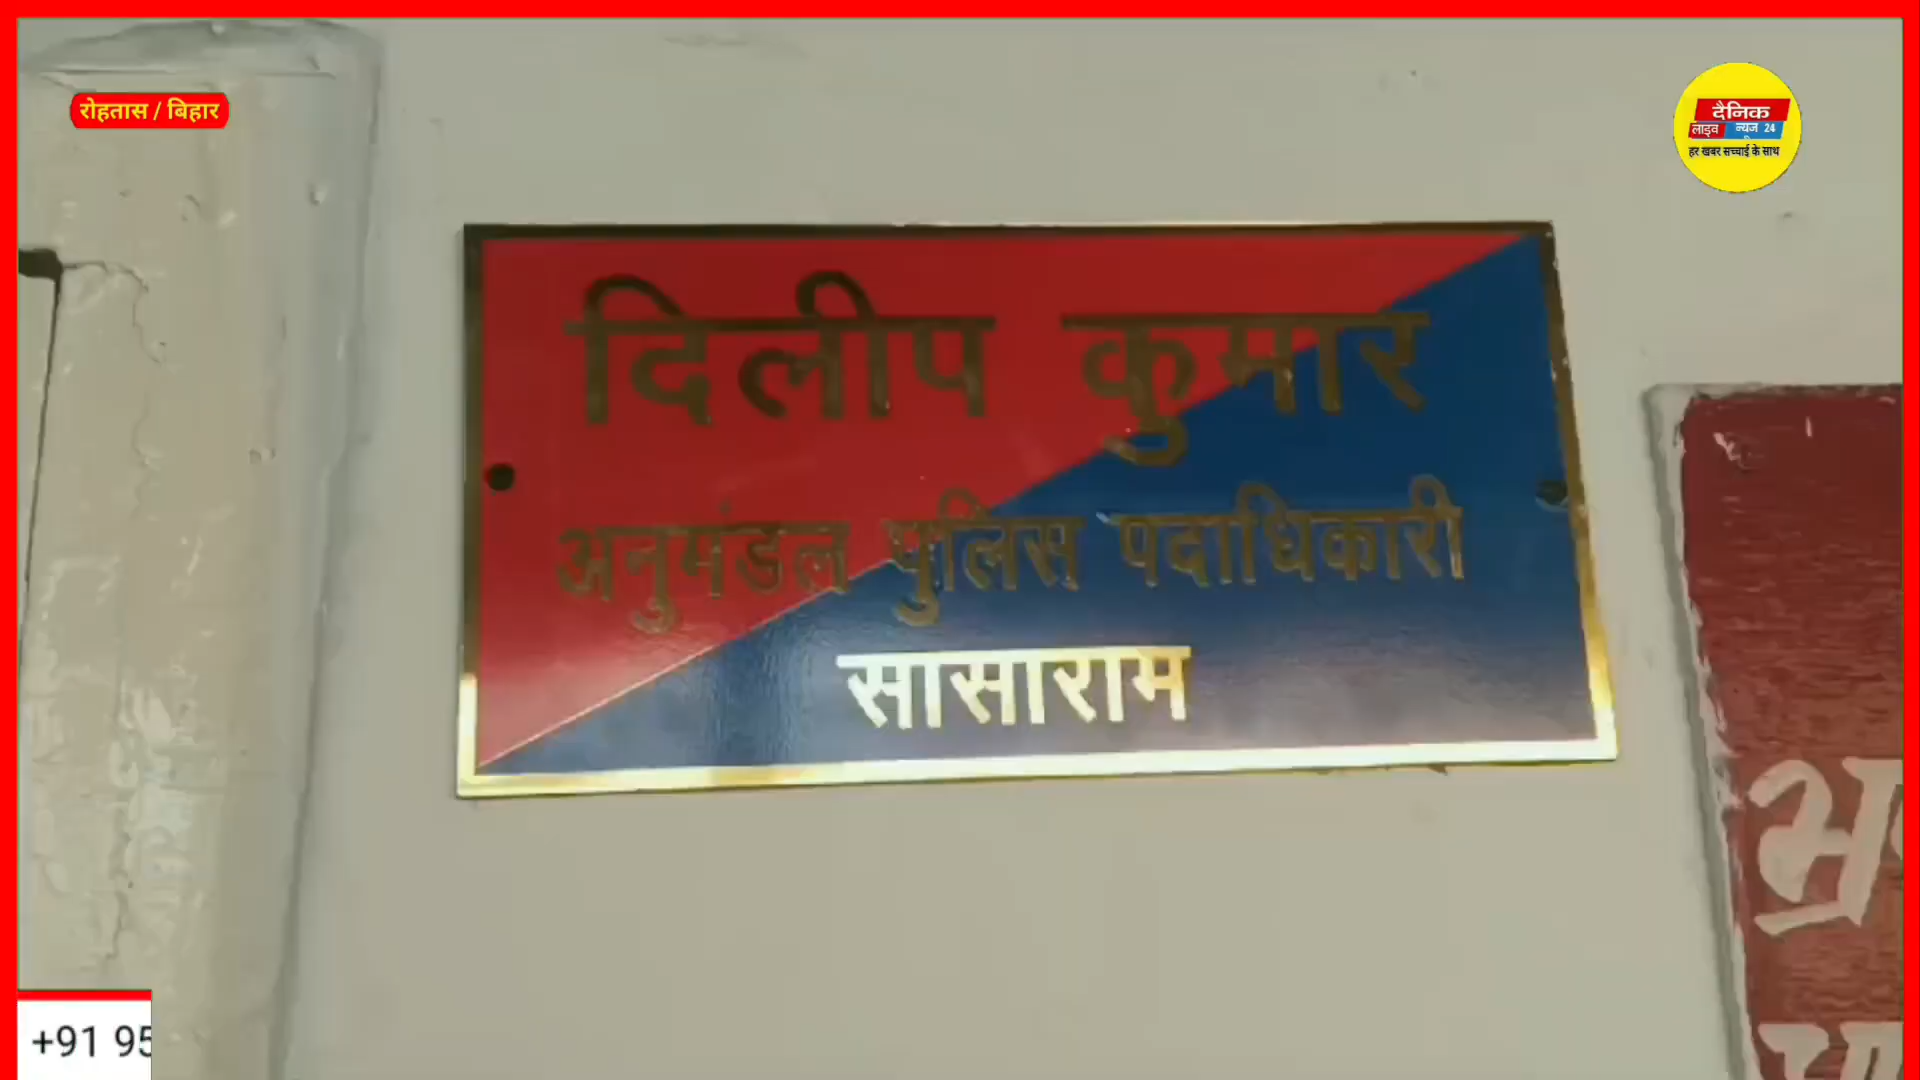 रोहतास / बिहार
दैनिक
लाइव न्यूज 24
हर खबर सच्चाई के साथ
दिलीप कुमार
अनुमंडल पुलिस पदाधिकारी
सासाराम
+91 95